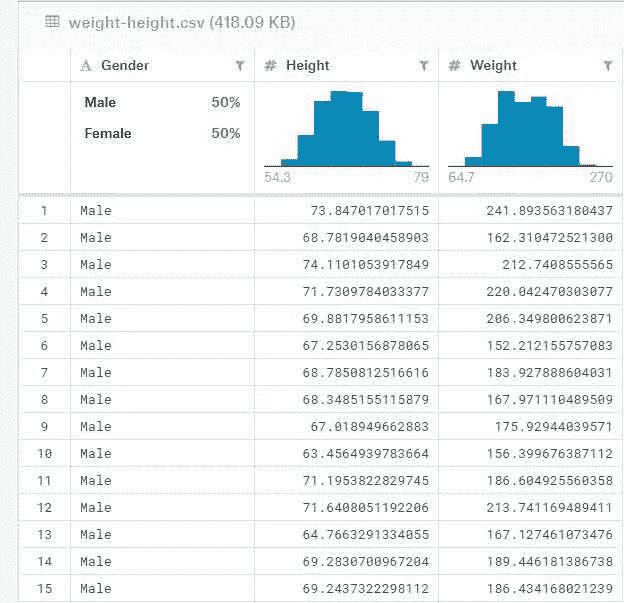 weight-height.csv (418.09 KB)
A Gender # Height # Weight
Male 50%
Female 50%
54.3 79 64.7 270
1 Male 73.847017017515 241.893563180437
2 Male 68.7819040458903 162.310472521300
3 Male 74.1101053917849 212.7408555565
4 Male 71.7309784033377 220.042470303077
5 Male 69.8817958611153 206.349800623871
6 Male 67.2530156878065 152.212155757083
7 Male 68.7850812516616 183.927888604031
8 Male 68.3485155115879 167.971110489509
9 Male 67.018949662883 175.92944039571
10 Male 63.4564939783664 156.399676387112
11 Male 71.1953822829745 186.604925560358
12 Male 71.6408051192206 213.741169489411
13 Male 64.7663291334055 167.127461073476
14 Male 69.2830700967204 189.446181386738
15 Male 69.2437322298112 186.434168021239